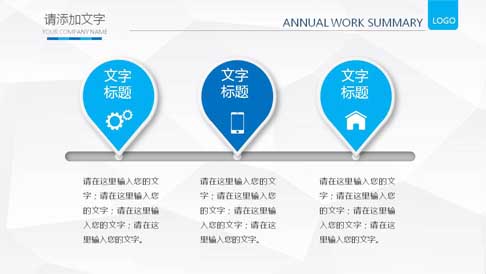 请添加文字
YOUR COMPANY NAME
ANNUAL WORK SUMMARY
LOGO
文字
标题
文字
标题
文字
标题
请在这里输入您的文
字；请在这里输入您
的文字；请在这里输
入您的文字；请在这
里输入您的文字。
请在这里输入您的文
字；请在这里输入您
的文字；请在这里输
入您的文字；请在这
里输入您的文字。
请在这里输入您的文
字；请在这里输入您
的文字；请在这里输
入您的文字；请在这
里输入您的文字。